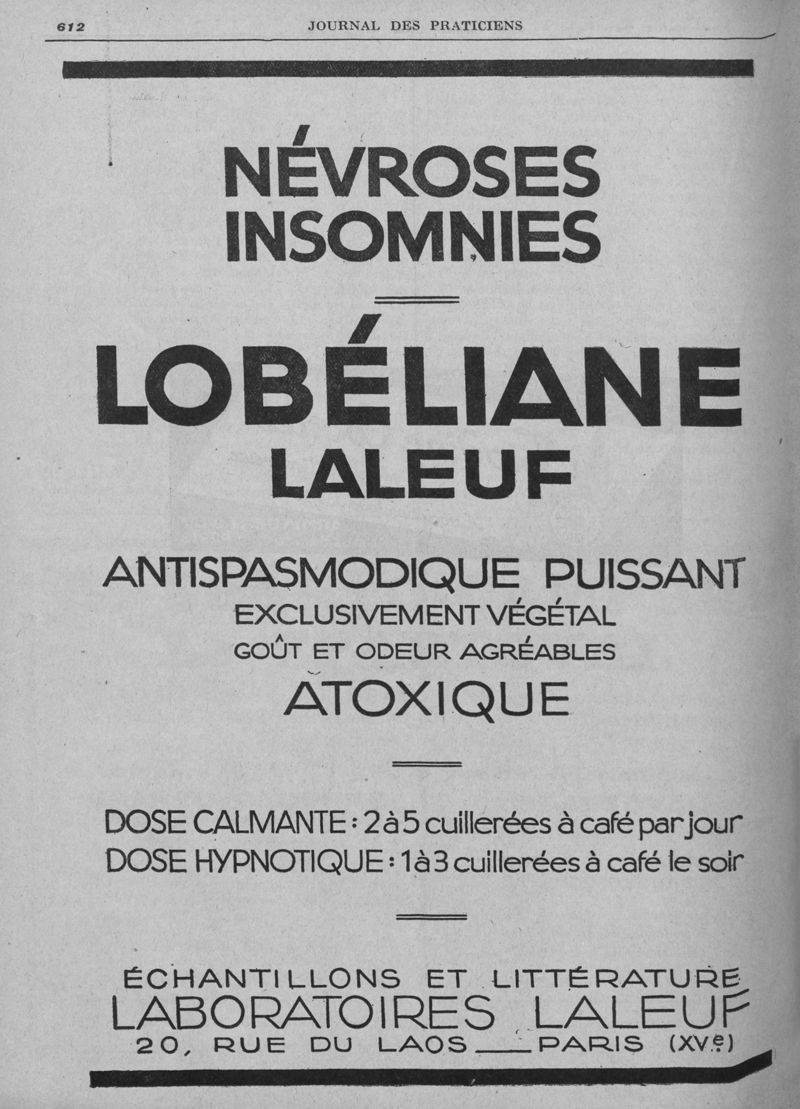 612
JOURNAL DES PRATICIENS
NÉVROSES
INSOMNIES
LOBÉLIANE
LALEUF
ANTISPASMODIQUE PUISSANT
EXCLUSIVEMENT VÉGÉTAL
GOÛT ET ODEUR AGRÉABLES
ATOXIQUE
DOSE CALMANTE : 2 à 5 cuillerées à café par jour
DOSE HYPNOTIQUE : 1 à 3 cuillerées à café le soir
ÉCHANTILLONS ET LITTÉRATURE
LABORATOIRES LALEUF
20, RUE DU LAOS __ PARIS (XV.e)